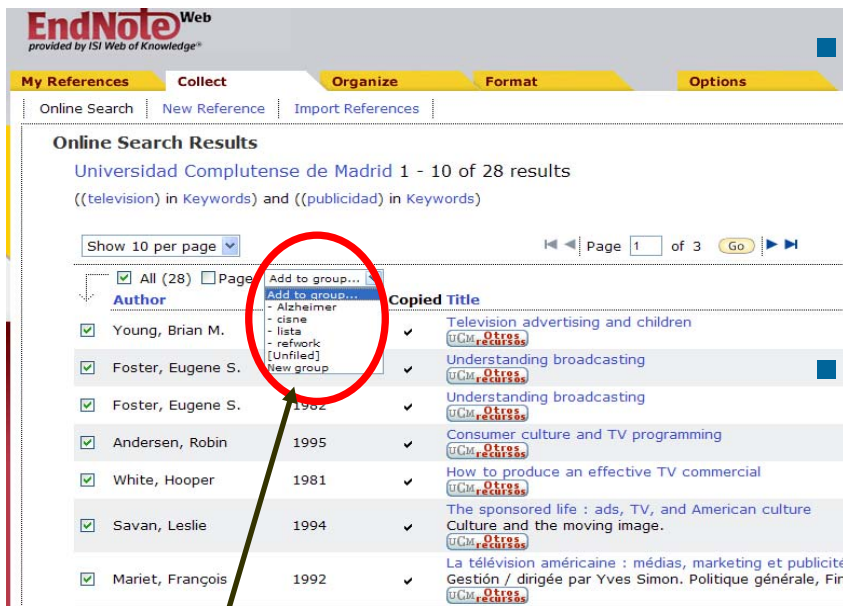 EndNote Web
provided by ISI Web of Knowledge®
My References Collect Organize Format Options
Online Search New Reference Import References
Online Search Results
Universidad Complutense de Madrid 1 - 10 of 28 results
((television) in Keywords) and ((publicidad) in Keywords)
Show 10 per page Page 1 of 3 Go
All (28) Page Add to group...
Author Copied Title
Add to group...
- Alzheimer
- cisne
- lista
- refwork
[Unfiled]
New group
Young, Brian M. Television advertising and children
UCM Otros recursos
Foster, Eugene S. Understanding broadcasting
UCM Otros recursos
Foster, Eugene S. 1982 Understanding broadcasting
UCM Otros recursos
Andersen, Robin 1995 Consumer culture and TV programming
UCM Otros recursos
White, Hooper 1981 How to produce an effective TV commercial
UCM Otros recursos
The sponsored life : ads, TV, and American culture
Savan, Leslie 1994 Culture and the moving image.
UCM Otros recursos
La télévision américaine : médias, marketing et publicité
Mariet, François 1992 Gestión / dirigée par Yves Simon. Politique générale, Fin
UCM Otros recursos